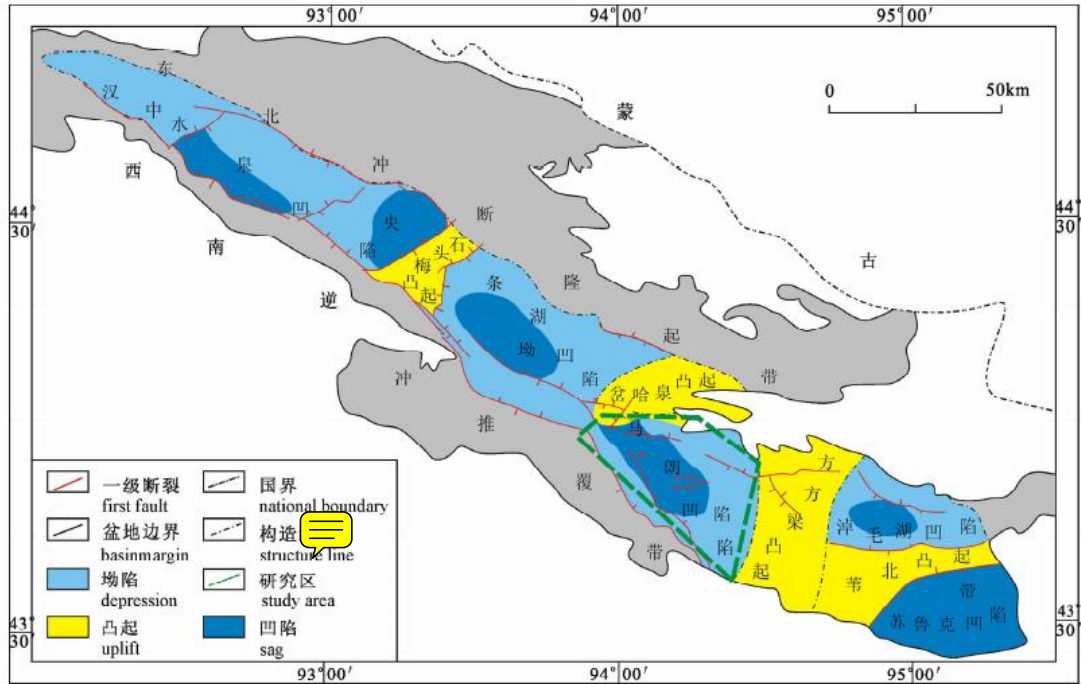 93°00′
94°00′
95°00′
0
50km
44°
30′
44°
30′
43°
30′
43°
30′
东北冲断隆起带
西南逆冲推覆带
蒙古
汉水泉凹陷
中央坳陷
石头梅凸起
条湖凹陷
岔哈泉凸起
马朗凹陷
方方梁凸起
淖毛湖凹陷
苇北凸起
带
苏鲁克凹陷
一级断裂
first fault
国界
national boundary
盆地边界
basinmargin
构造
structure line
坳陷
depression
研究区
study area
凸起
uplift
凹陷
sag
93°00′
94°00′
95°00′